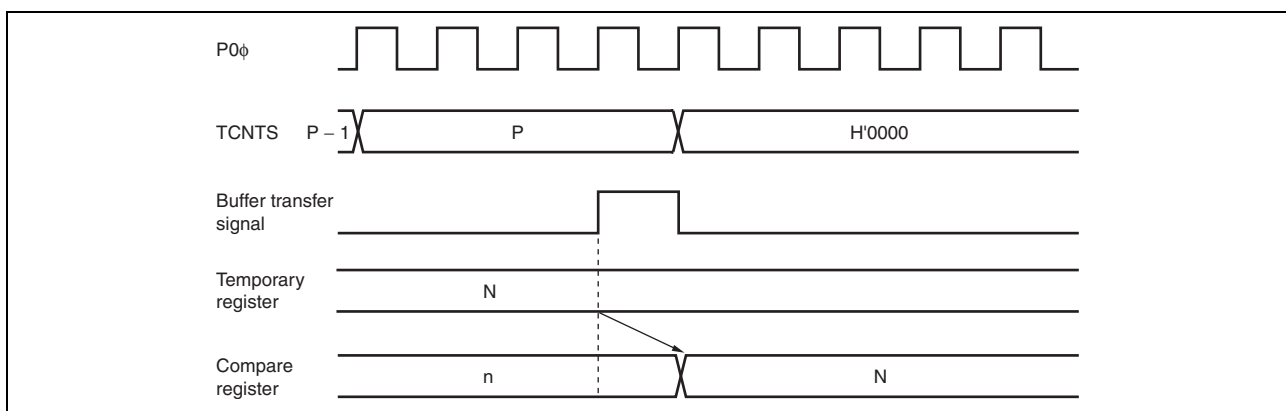 P0ϕ
TCNTS P – 1 P H'0000
Buffer transfer
signal
Temporary
register
N
Compare
register
n N